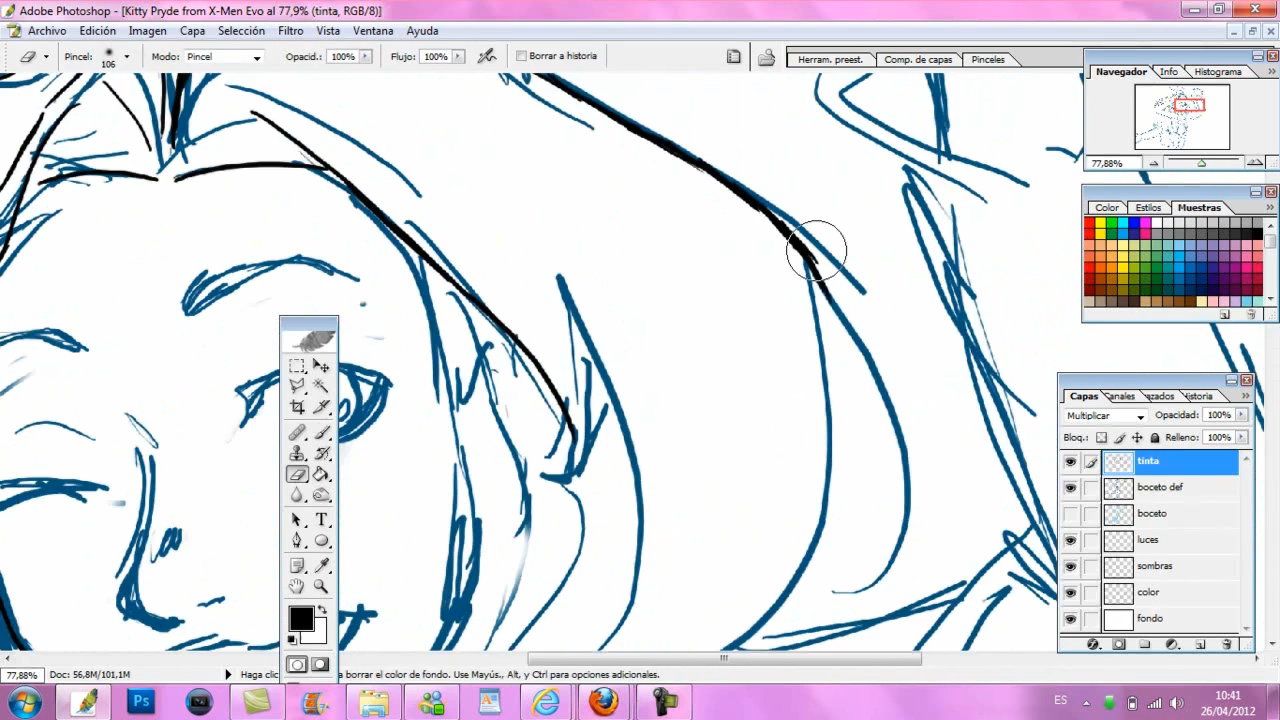 Adobe Photoshop - [Kitty Pryde from X-Men Evo al 77,9% (tinta, RGB/8)]
Archivo Edición Imagen Capa Selección Filtro Vista Ventana Ayuda
Pincel: 106 Modo: Pincel Opacid.: 100% Flujo: 100% Borrar a historia
Herram. preest. Comp. de capas Pinceles
Navegador Info Histograma
77,88%
Color Estilos Muestras
Capas Canales azados Historia
Multiplicar Opacidad: 100%
Bloq.: Relleno: 100%
tinta
boceto def
boceto
luces
sombras
color
fondo
77,88% Doc: 56,8M/101,1M Haga clic a borrar el color de fondo. Use Mayús., Alt, y Ctrl para opciones adicionales.
Ps
ES
10:41
26/04/2012